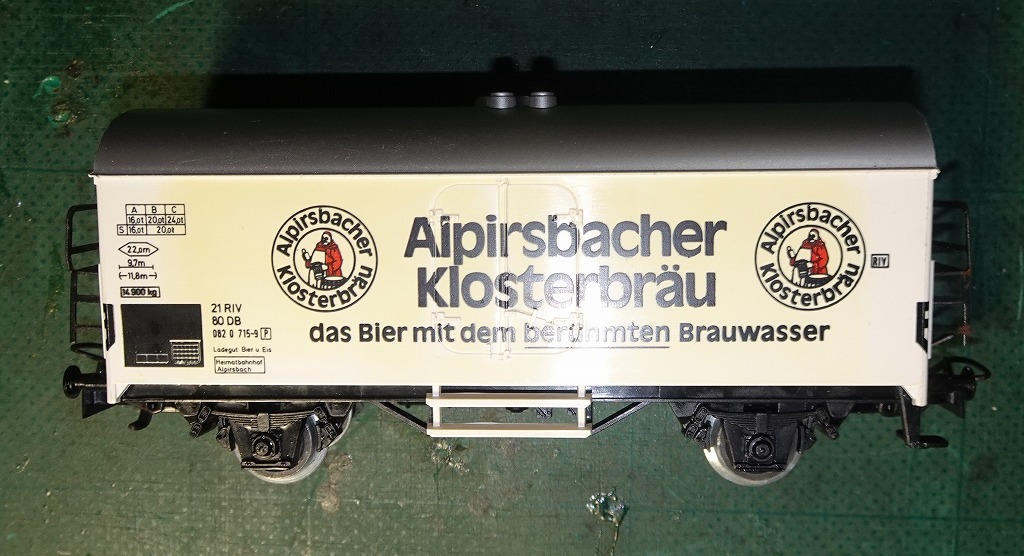 A B C
16,0t 20,0t 24,0t
S 16,0t 20,0t
22,0m
9,7m
11,8m
14 900 kg
21 RIV
80 DB
082 0 715-9 P
Ladegut: Bier u Eis
Heimatbahnhof
Alpirsbach
Alpirsbacher
Klosterbräu
Alpirsbacher
Klosterbräu
das Bier mit dem berühmten Brauwasser
Alpirsbacher
Klosterbräu
RIV